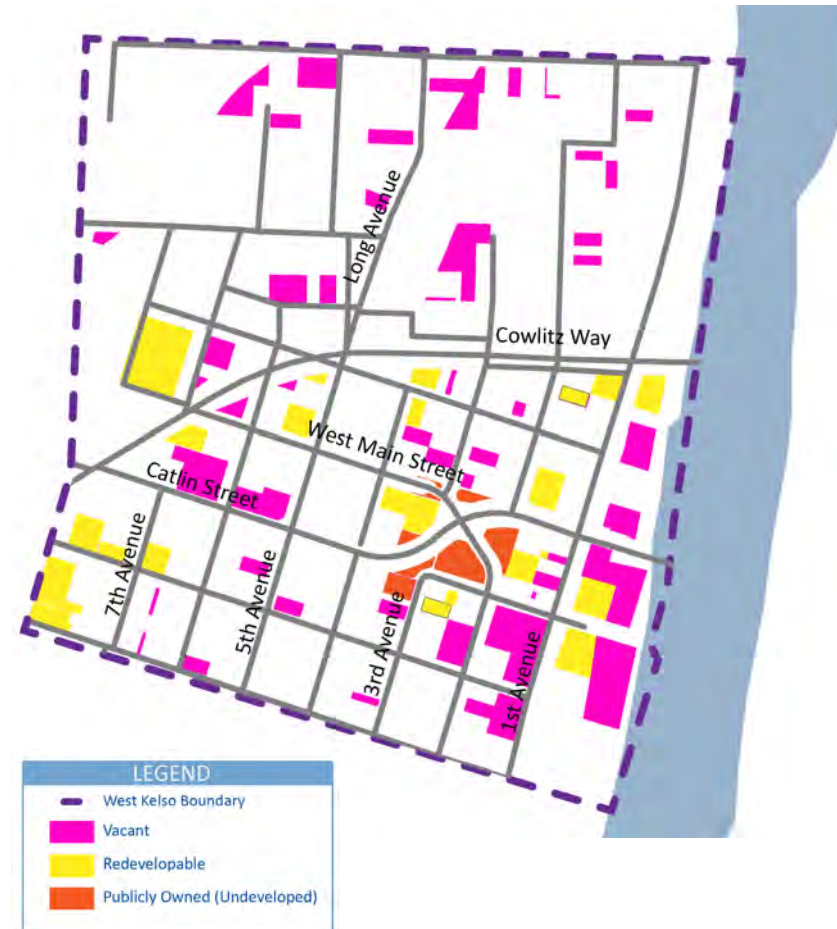 Long Avenue
Cowlitz Way
West Main Street
Catlin Street
7th Avenue
5th Avenue
3rd Avenue
1st Avenue
LEGEND
West Kelso Boundary
Vacant
Redevelopable
Publicly Owned (Undeveloped)